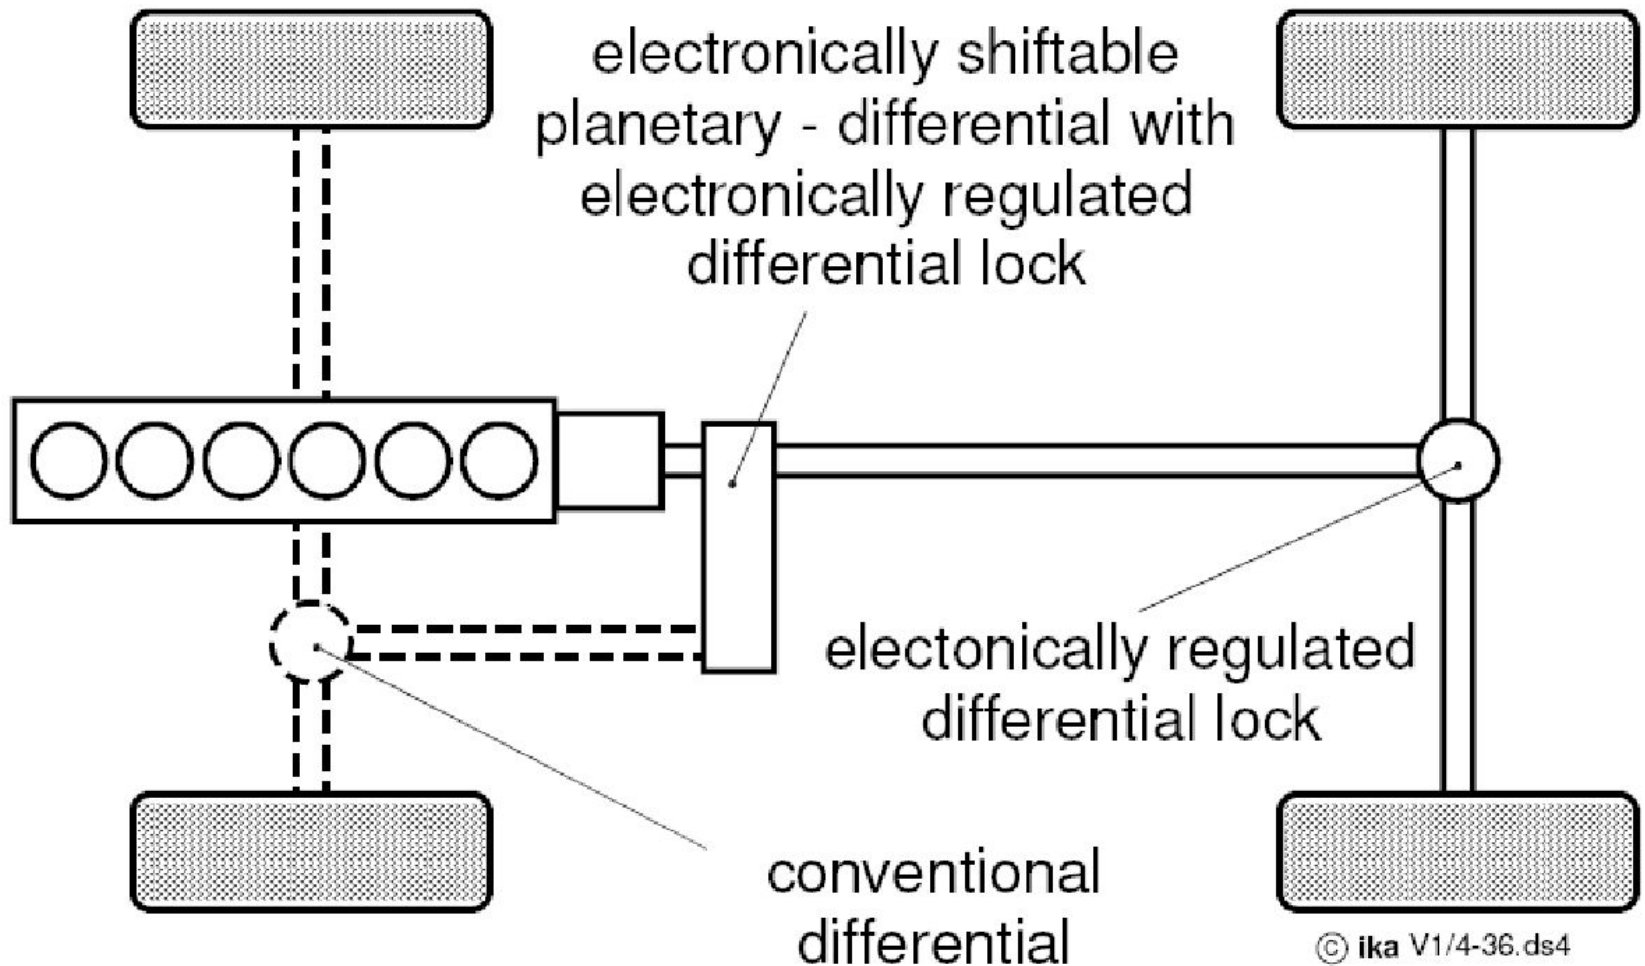 electronically shiftable
planetary - differential with
electronically regulated
differential lock
electonically regulated
differential lock
conventional
differential
© ika V1/4-36.ds4